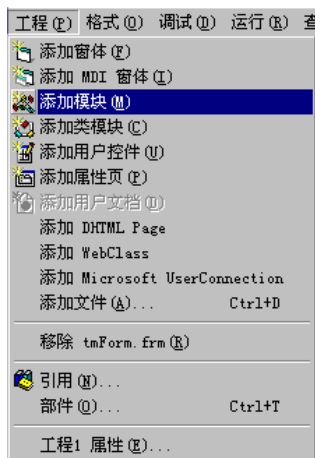 工程(P) 格式(O) 调试(D) 运行(R) 查
添加窗体(F)
添加 MDI 窗体(I)
添加模块(M)
添加类模块(C)
添加用户控件(U)
添加属性页(P)
添加用户文档(D)
添加 DHTML Page
添加 WebClass
添加 Microsoft UserConnection
添加文件(A)... Ctrl+D
移除 tmForm.frm(R)
引用(N)...
部件(O)... Ctrl+T
工程1 属性(E)...